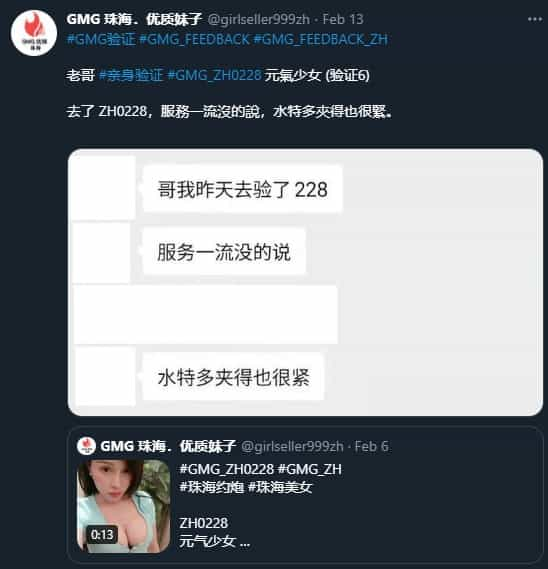 GMG 优质
珠海
GMG 珠海．优质妹子 @girlseller999zh · Feb 13
#GMG验证 #GMG_FEEDBACK #GMG_FEEDBACK_ZH
老哥 #亲身验证 #GMG_ZH0228 元氣少女 (验证6)
去了 ZH0228，服務一流沒的說，水特多夾得也很緊。
哥我昨天去验了 228
服务一流没的说
水特多夹得也很紧
GMG 珠海．优质妹子 @girlseller999zh · Feb 6
#GMG_ZH0228 #GMG_ZH
#珠海约炮 #珠海美女
ZH0228
元气少女 ...
0:13